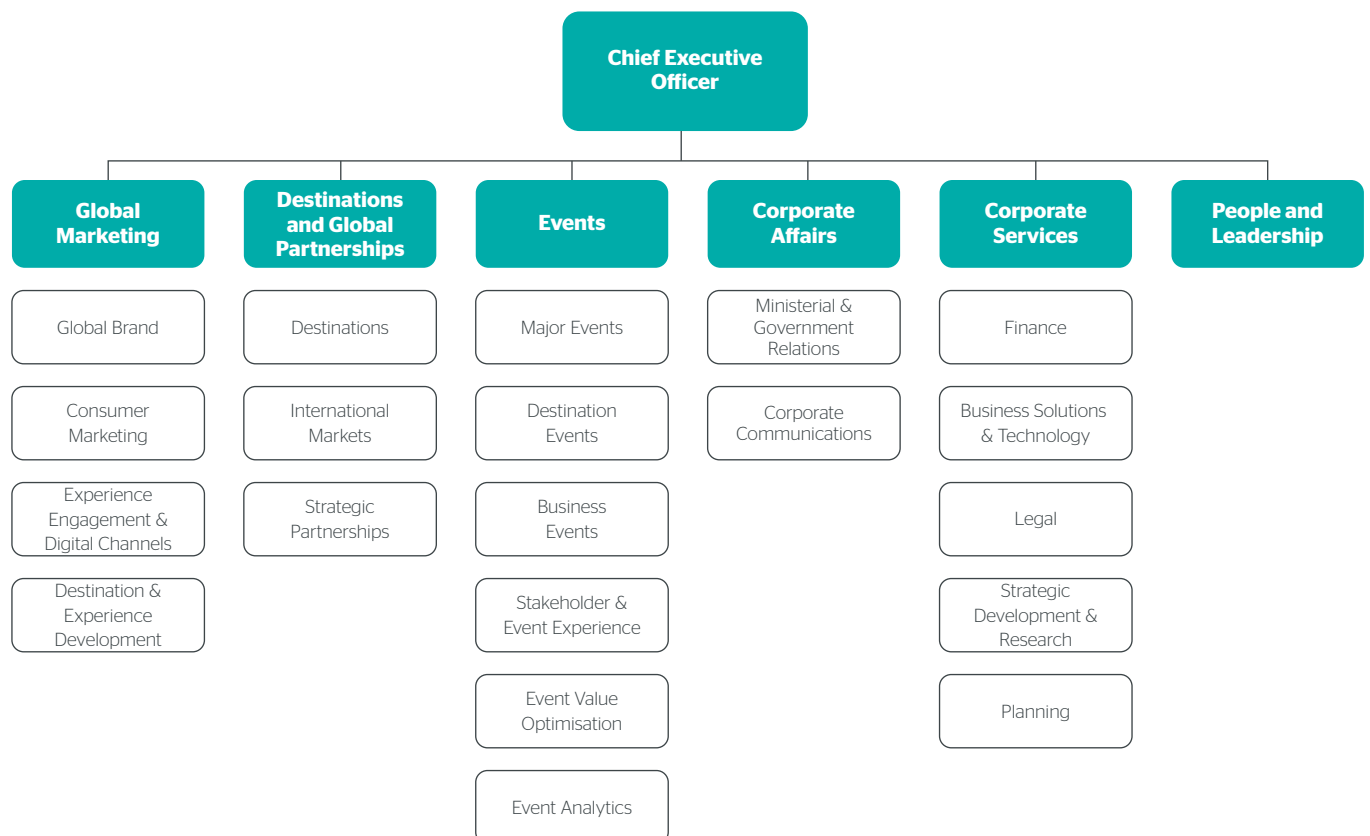 Chief Executive
Officer
Global
Marketing
Destinations
and Global
Partnerships
Events
Corporate
Affairs
Corporate
Services
People and
Leadership
Global Brand
Consumer
Marketing
Experience
Engagement &
Digital Channels
Destination &
Experience
Development
Destinations
International
Markets
Strategic
Partnerships
Major Events
Destination
Events
Business
Events
Stakeholder &
Event Experience
Event Value
Optimisation
Event Analytics
Ministerial &
Government
Relations
Corporate
Communications
Finance
Business Solutions
& Technology
Legal
Strategic
Development &
Research
Planning